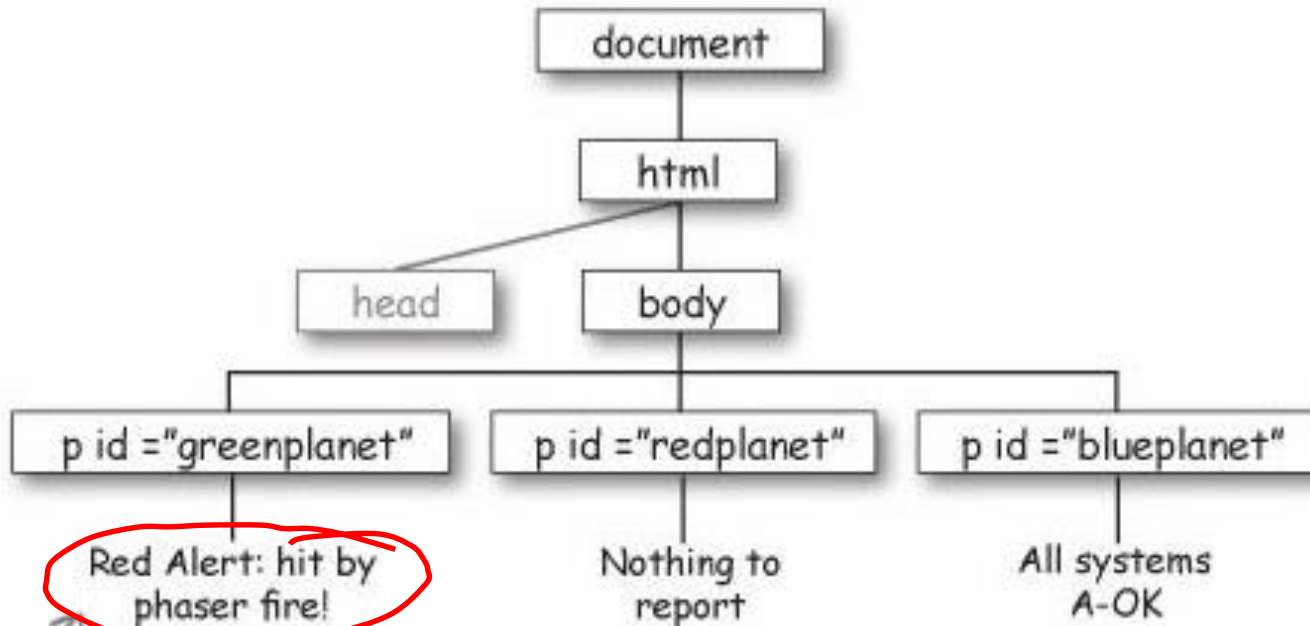 document
html
head
body
p id ="greenplanet"
p id ="redplanet"
p id ="blueplanet"
Red Alert: hit by
phaser fire!
Nothing to
report
All systems
A-OK